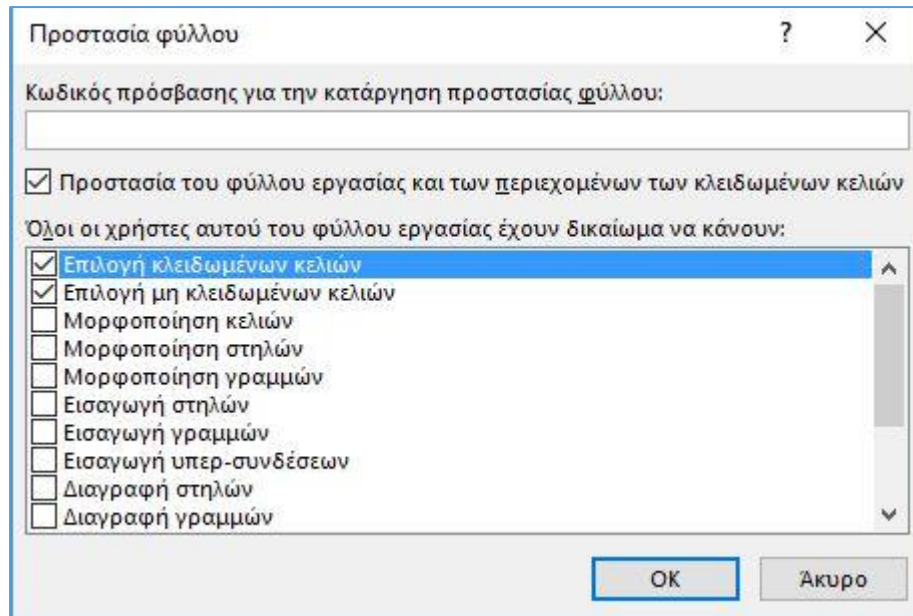 Προστασία φύλλου ?
Κωδικός πρόσβασης για την κατάργηση προστασίας φύλλου:
Προστασία του φύλλου εργασίας και των περιεχομένων των κλειδωμένων κελιών
Όλοι οι χρήστες αυτού του φύλλου εργασίας έχουν δικαίωμα να κάνουν:
Επιλογή κλειδωμένων κελιών
Επιλογή μη κλειδωμένων κελιών
Μορφοποίηση κελιών
Μορφοποίηση στηλών
Μορφοποίηση γραμμών
Εισαγωγή στηλών
Εισαγωγή γραμμών
Εισαγωγή υπερ-συνδέσεων
Διαγραφή στηλών
Διαγραφή γραμμών
OK Άκυρο